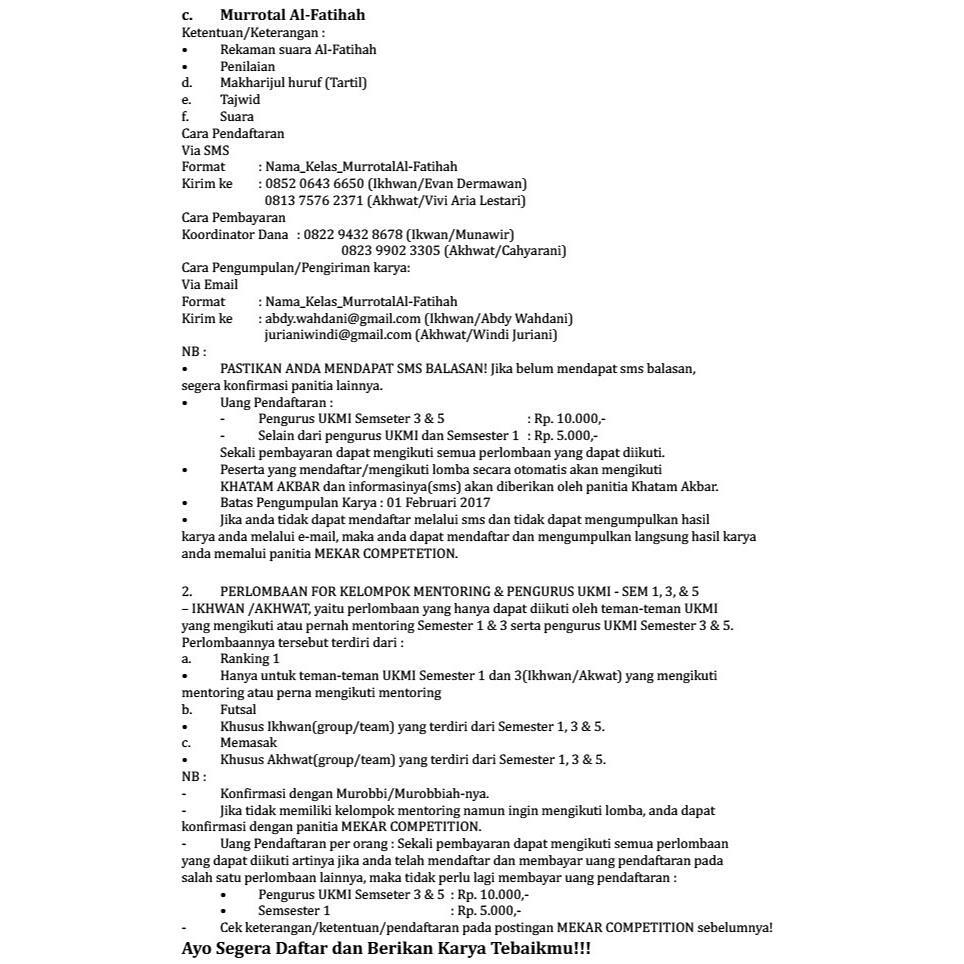 c. Murrotal Al-Fatihah
Ketentuan/Keterangan :
• Rekaman suara Al-Fatihah
• Penilaian
d. Makharijul huruf (Tartil)
e. Tajwid
f. Suara
Cara Pendaftaran
Via SMS
Format : Nama_Kelas_MurrotalAl-Fatihah
Kirim ke : 0852 0643 6650 (Ikhwan/Evan Dermawan)
0813 7576 2371 (Akhwat/Vivi Aria Lestari)
Cara Pembayaran
Koordinator Dana : 0822 9432 8678 (Ikwan/Munawir)
0823 9902 3305 (Akhwat/Cahyarani)
Cara Pengumpulan/Pengiriman karya:
Via Email
Format : Nama_Kelas_MurrotalAl-Fatihah
Kirim ke : abdy.wahdani@gmail.com (Ikhwan/Abdy Wahdani)
jurianiwindi@gmail.com (Akhwat/Windi Juriani)
NB :
• PASTIKAN ANDA MENDAPAT SMS BALASAN! Jika belum mendapat sms balasan,
segera konfirmasi panitia lainnya.
• Uang Pendaftaran :
- Pengurus UKMI Semseter 3 & 5 : Rp. 10.000,-
- Selain dari pengurus UKMI dan Semsester 1 : Rp. 5.000,-
Sekali pembayaran dapat mengikuti semua perlombaan yang dapat diikuti.
• Peserta yang mendaftar/mengikuti lomba secara otomatis akan mengikuti
KHATAM AKBAR dan informasinya(sms) akan diberikan oleh panitia Khatam Akbar.
• Batas Pengumpulan Karya : 01 Februari 2017
• Jika anda tidak dapat mendaftar melalui sms dan tidak dapat mengumpulkan hasil
karya anda melalui e-mail, maka anda dapat mendaftar dan mengumpulkan langsung hasil karya
anda memalui panitia MEKAR COMPETETION.
2. PERLOMBAAN FOR KELOMPOK MENTORING & PENGURUS UKMI - SEM 1, 3, & 5
– IKHWAN /AKHWAT, yaitu perlombaan yang hanya dapat diikuti oleh teman-teman UKMI
yang mengikuti atau pernah mentoring Semester 1 & 3 serta pengurus UKMI Semester 3 & 5.
Perlombaannya tersebut terdiri dari :
a. Ranking 1
• Hanya untuk teman-teman UKMI Semester 1 dan 3(Ikhwan/Akwat) yang mengikuti
mentoring atau perna mengikuti mentoring
b. Futsal
• Khusus Ikhwan(group/team) yang terdiri dari Semester 1, 3 & 5.
c. Memasak
• Khusus Akhwat(group/team) yang terdiri dari Semester 1, 3 & 5.
NB :
- Konfirmasi dengan Murobbi/Murobbiah-nya.
- Jika tidak memiliki kelompok mentoring namun ingin mengikuti lomba, anda dapat
konfirmasi dengan panitia MEKAR COMPETITION.
- Uang Pendaftaran per orang : Sekali pembayaran dapat mengikuti semua perlombaan
yang dapat diikuti artinya jika anda telah mendaftar dan membayar uang pendaftaran pada
salah satu perlombaan lainnya, maka tidak perlu lagi membayar uang pendaftaran :
• Pengurus UKMI Semseter 3 & 5 : Rp. 10.000,-
• Semsester 1 : Rp. 5.000,-
- Cek keterangan/ketentuan/pendaftaran pada postingan MEKAR COMPETITION sebelumnya!
Ayo Segera Daftar dan Berikan Karya Tebaikmu!!!